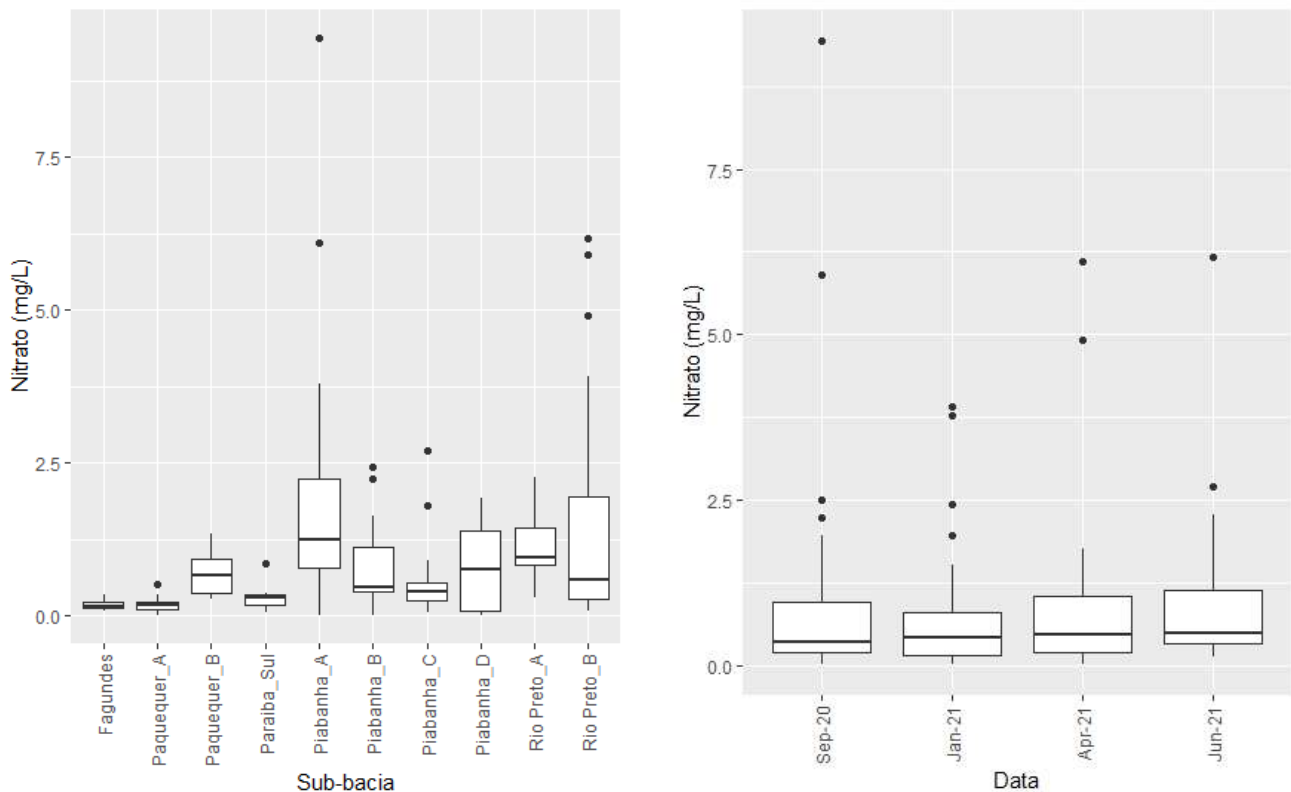 Nitrato (mg/L)
7.5
5.0
2.5
0.0
Fagundes
Paquequer_A
Paquequer_B
Paraiba_Sul
Piabanha_A
Piabanha_B
Piabanha_C
Piabanha_D
Rio Preto_A
Rio Preto_B
Sub-bacia
Nitrato (mg/L)
7.5
5.0
2.5
0.0
Sep-20
Jan-21
Apr-21
Jun-21
Data